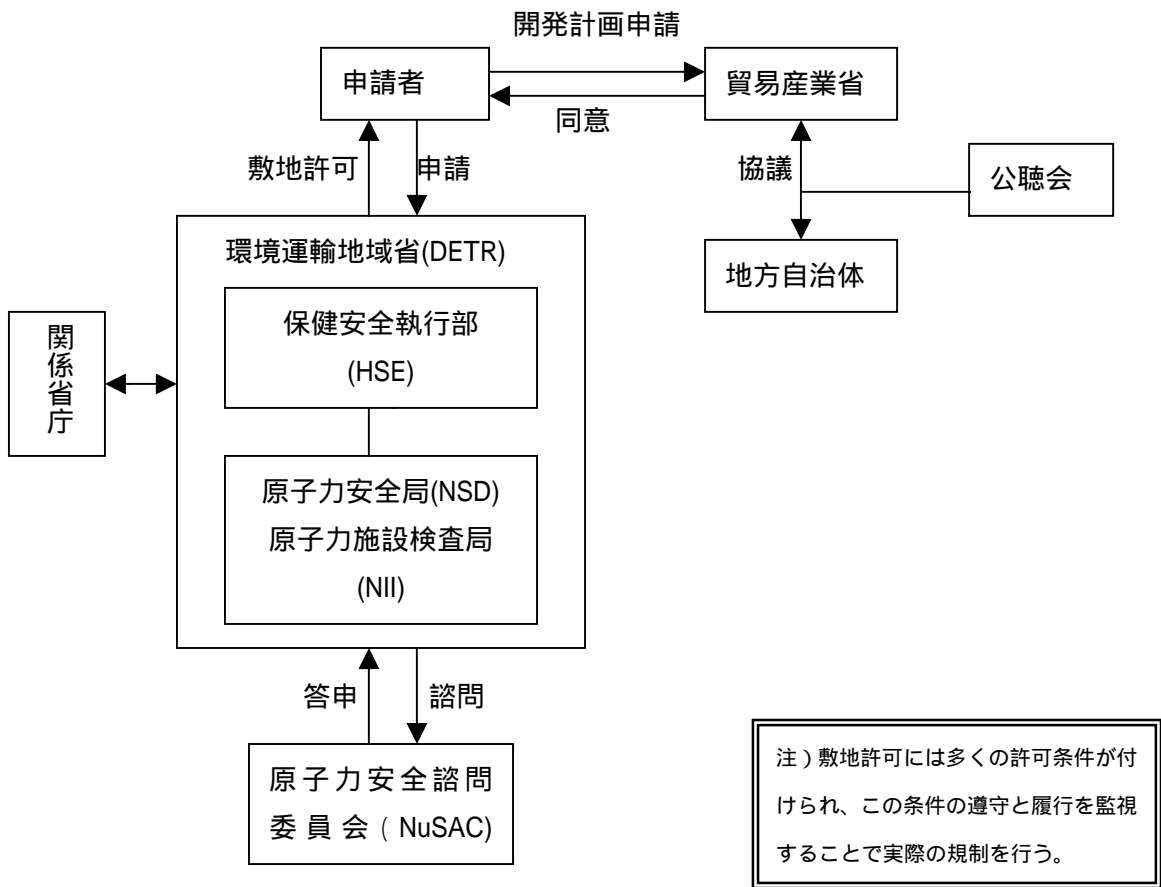 開発計画申請
申請者
貿易産業省
同意
敷地許可
申請
協議
公聴会
環境運輸地域省(DETR)
地方自治体
保健安全執行部
(HSE)
関係省庁
原子力安全局(NSD)
原子力施設検査局
(NII)
答申
諮問
原子力安全諮問
委員会( NuSAC)
注)敷地許可には多くの許可条件が付
けられ、この条件の遵守と履行を監視
することで実際の規制を行う。